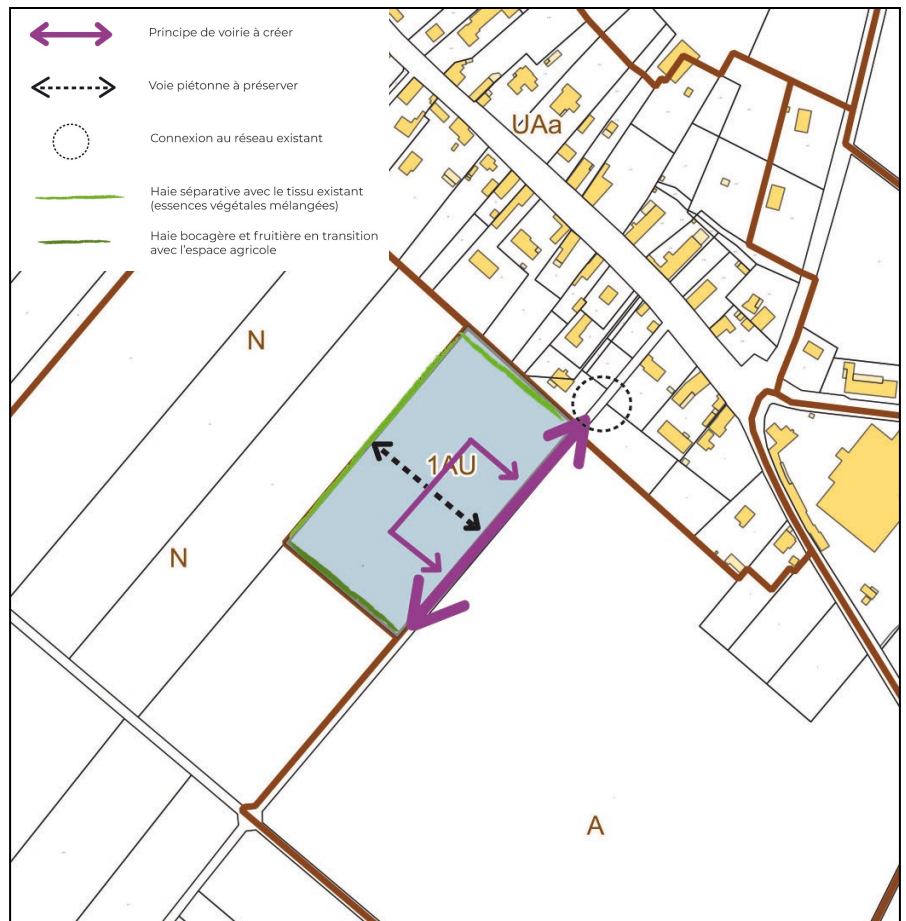 Principe de voirie à créer
Voie piétonne à préserver
Connexion au réseau existant
Haie séparative avec le tissu existant
(essences végétales mélangées)
Haie bocagère et fruitière en transition
avec l'espace agricole
UAa
N
1AU
N
A